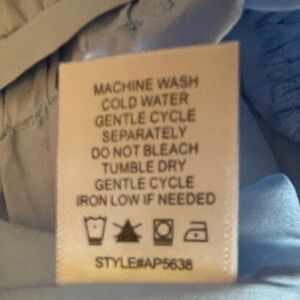 MACHINE WASH
COLD WATER
GENTLE CYCLE
SEPARATELY
DO NOT BLEACH
TUMBLE DRY
GENTLE CYCLE
IRON LOW IF NEEDED
STYLE#AP5638